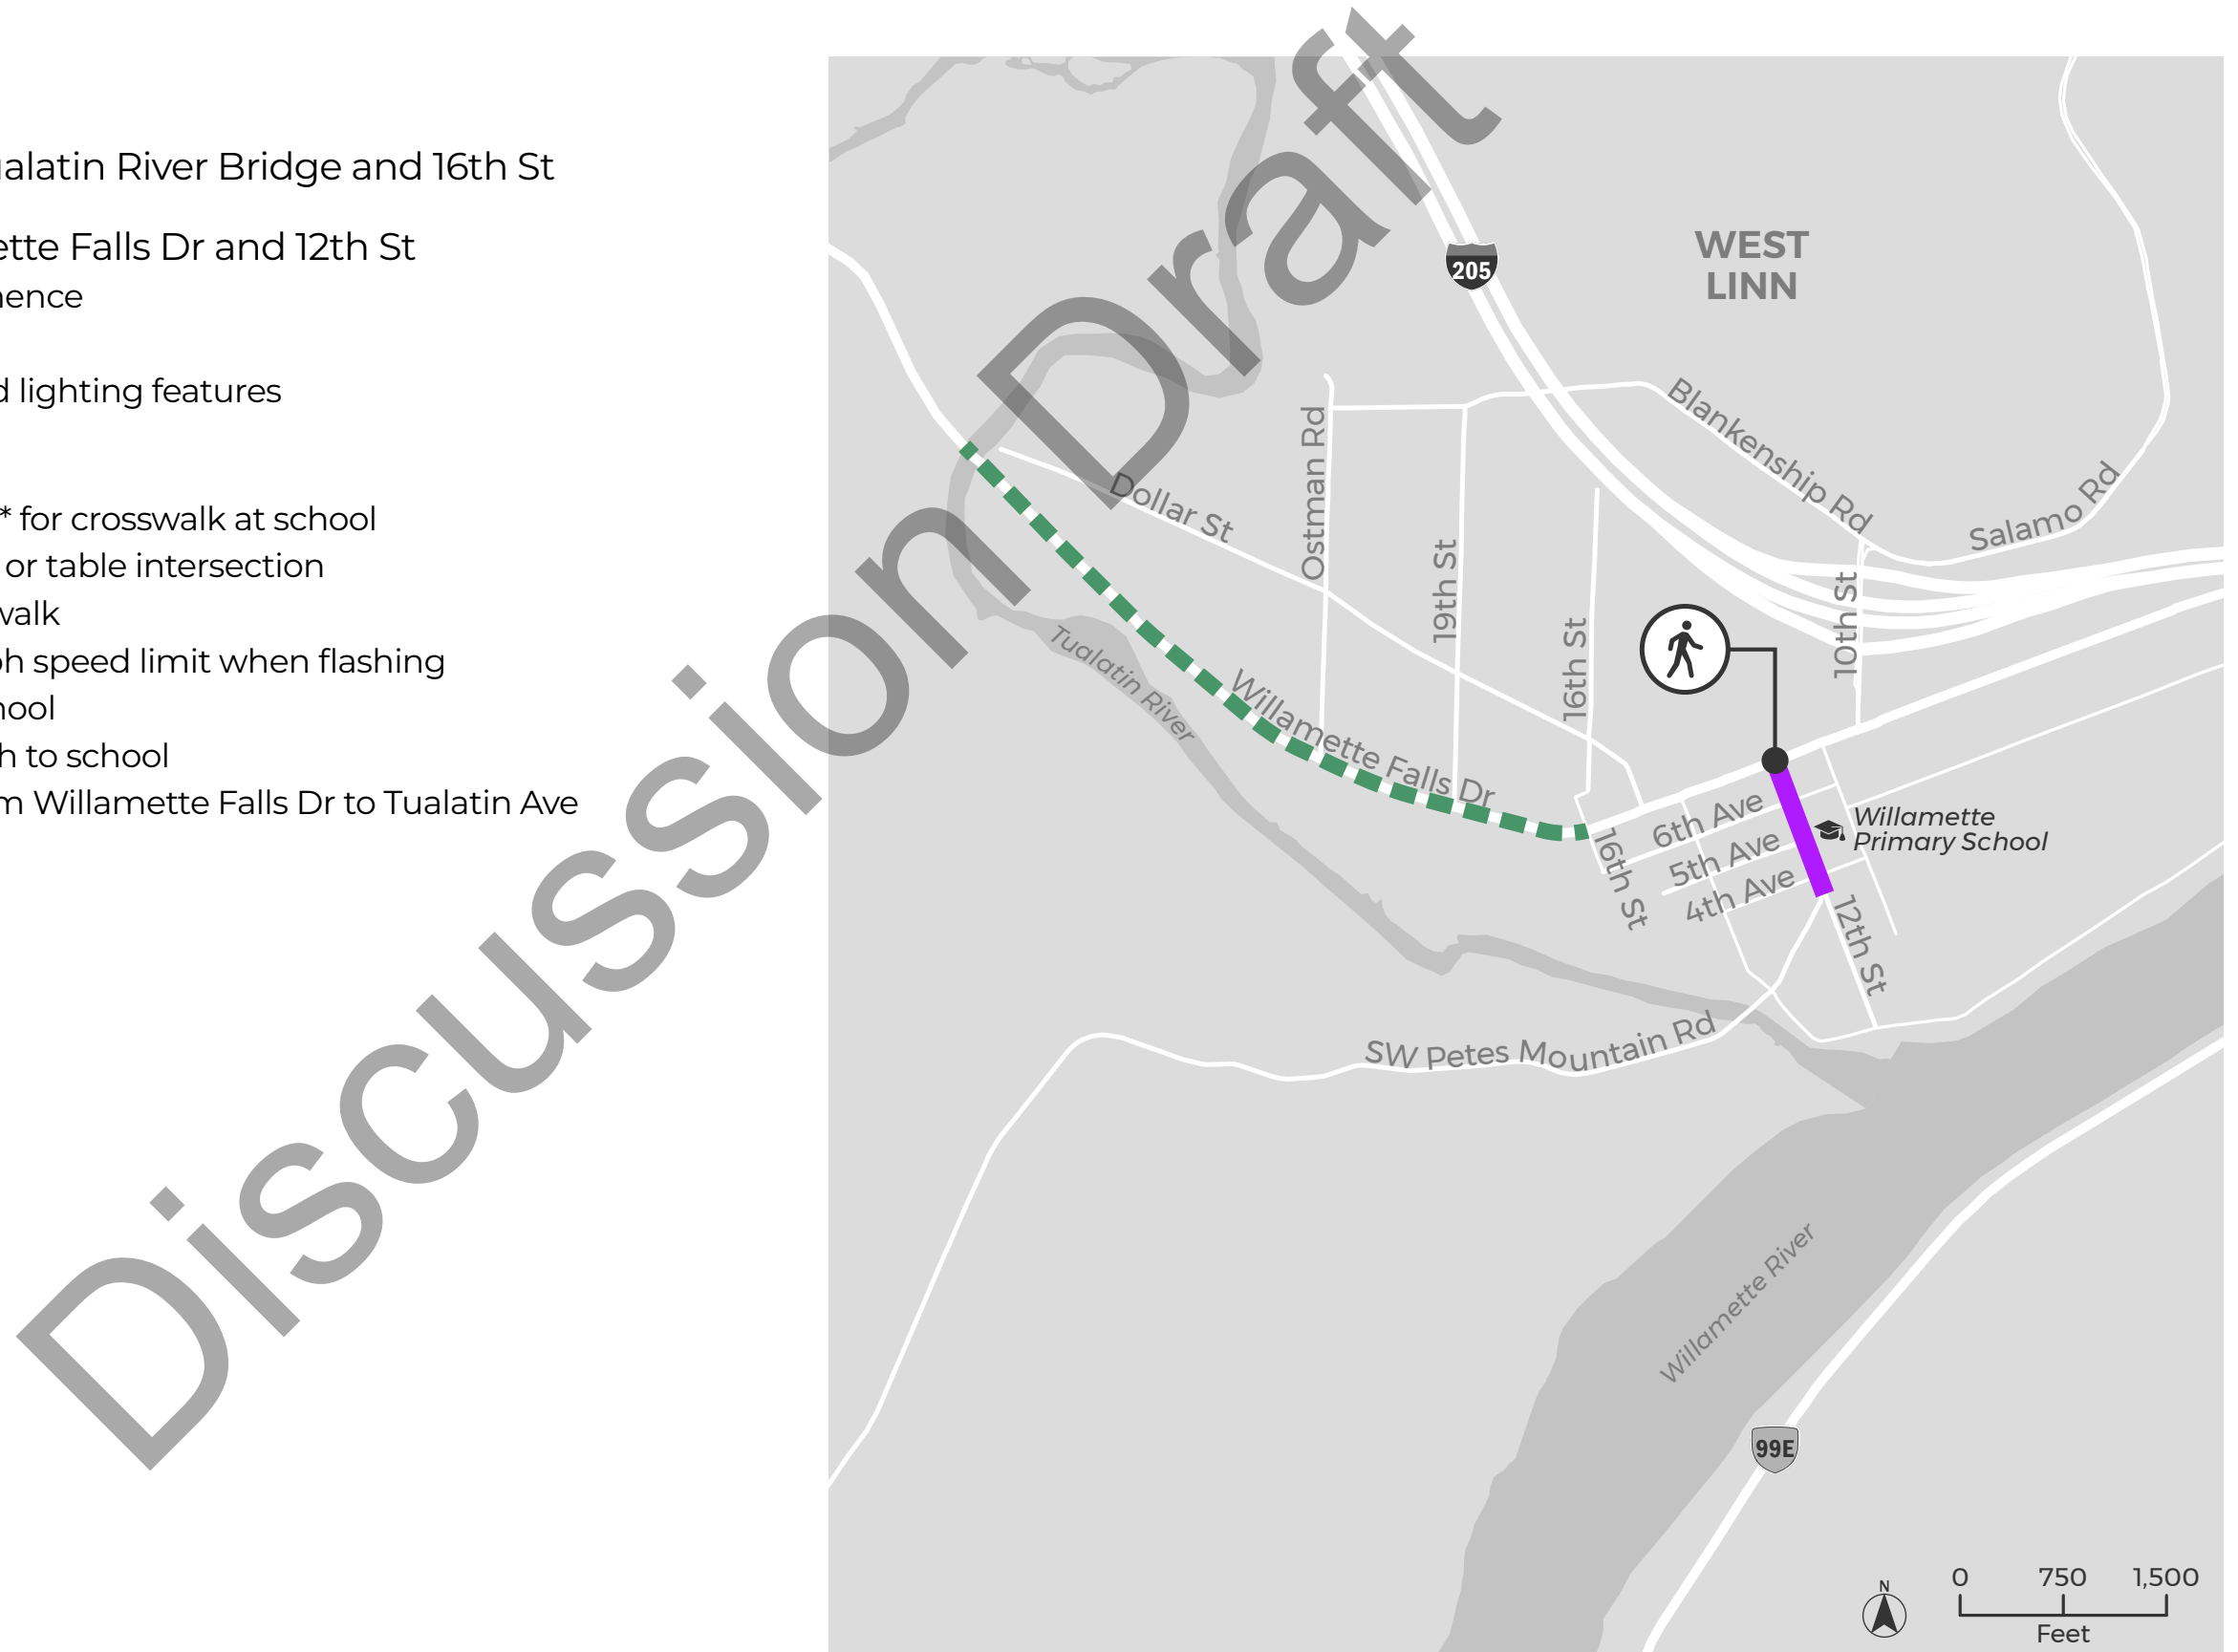 ualatin River Bridge and 16th St
ette Falls Dr and 12th St
nence
d lighting features
* for crosswalk at school
or table intersection
walk
ph speed limit when flashing
hool
h to school
m Willamette Falls Dr to Tualatin Ave
Discussion Draft
205
WEST
LINN
Blankenship Rd
Salamo Rd
Ostman Rd
Dollar St
19th St
16th St
10th St
Tualatin River
Willamette Falls Dr
6th Ave
5th Ave
4th Ave
16th St
Willamette
Primary School
12th St
SW Petes Mountain Rd
Willamette River
99E
N
0 750 1,500
Feet